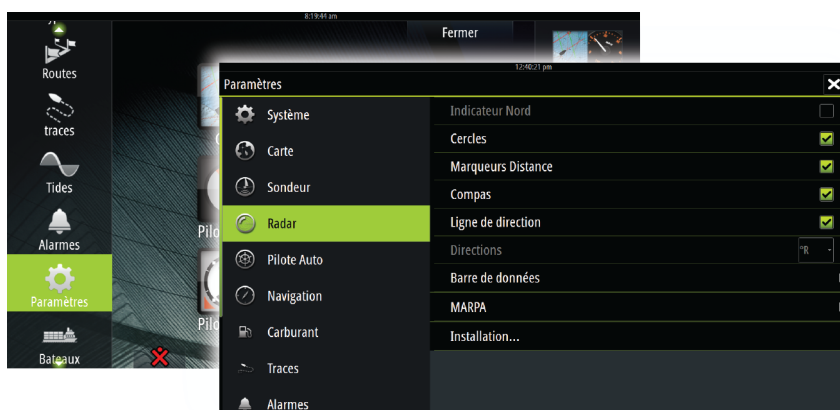 8:19:44 am
Fermer
Routes
traces
Tides
Alarmes
Paramètres
Bateaux
12:40:21 pm
Paramètres
Système
Carte
Sondeur
Radar
Pilote Auto
Navigation
Carburant
Traces
Alarmes
Indicateur Nord
Cercles
Marqueurs Distance
Compas
Ligne de direction
Directions °R
Barre de données
MARPA
Installation...